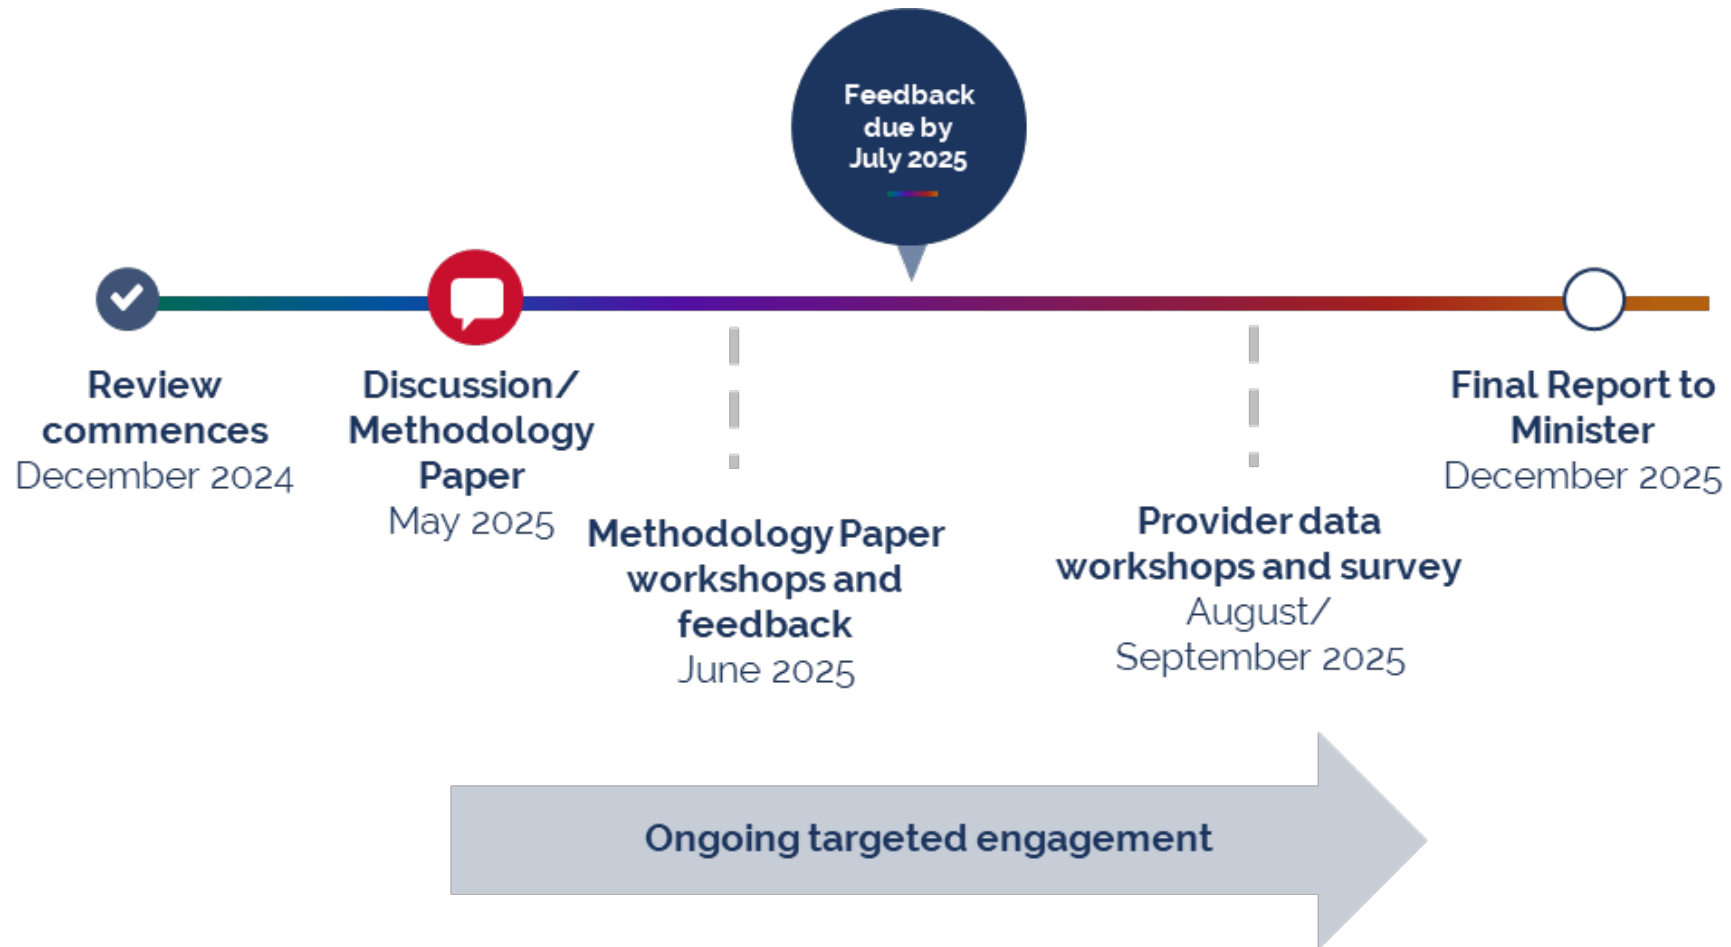 Feedback
due by
July 2025
Review
commences
December 2024
Discussion/
Methodology
Paper
May 2025
Methodology Paper
workshops and
feedback
June 2025
Provider data
workshops and survey
August/
September 2025
Final Report to
Minister
December 2025
Ongoing targeted engagement